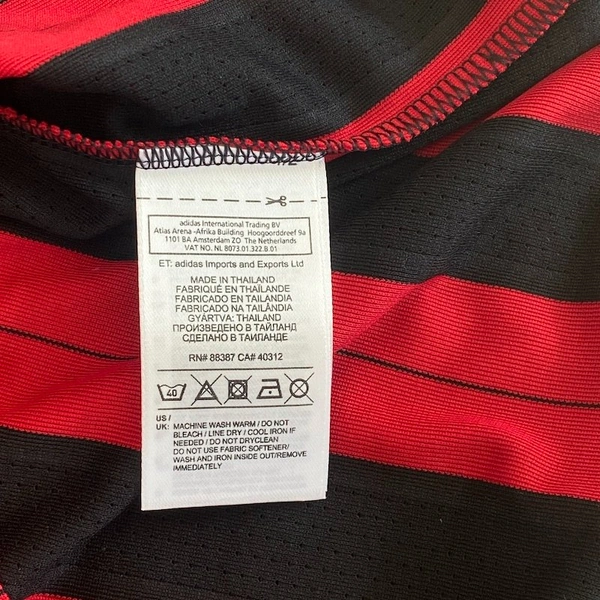 adidas International Trading BV
Atlas Arena -Afrika Building Hoogoorddreef 9a
1101 BA Amsterdam ZO The Netherlands
VAT NO. NL 8073.01.322.B.01
ET: adidas Imports and Exports Ltd
MADE IN THAILAND
FABRIQUÉ EN THAÏLANDE
FABRICADO EN TAILANDIA
FABRICADO NA TAILÂNDIA
GYÁRTVA: THAILAND
ПРОИЗВЕДЕНО В ТАЙЛАНД
СДЕЛАНО В ТАИЛАНДЕ
RN# 88387 CA# 40312
40
US /
UK: MACHINE WASH WARM / DO NOT
BLEACH / LINE DRY / COOL IRON IF
NEEDED / DO NOT DRYCLEAN
DO NOT USE FABRIC SOFTENER/
WASH AND IRON INSIDE OUT/REMOVE
IMMEDIATELY